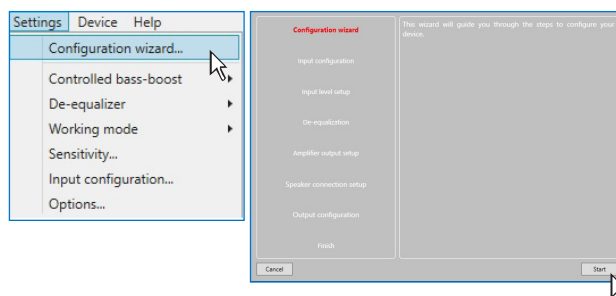 Settings Device Help
Configuration wizard...
Controlled bass-boost
De-equalizer
Working mode
Sensitivity...
Input configuration...
Options...
Configuration wizard
Input configuration
Input level setup
De-equalization
Amplifier output setup
Speaker connection setup
Output configuration
Finish
This wizard will guide you through the steps to configure your
device.
Cancel
Start